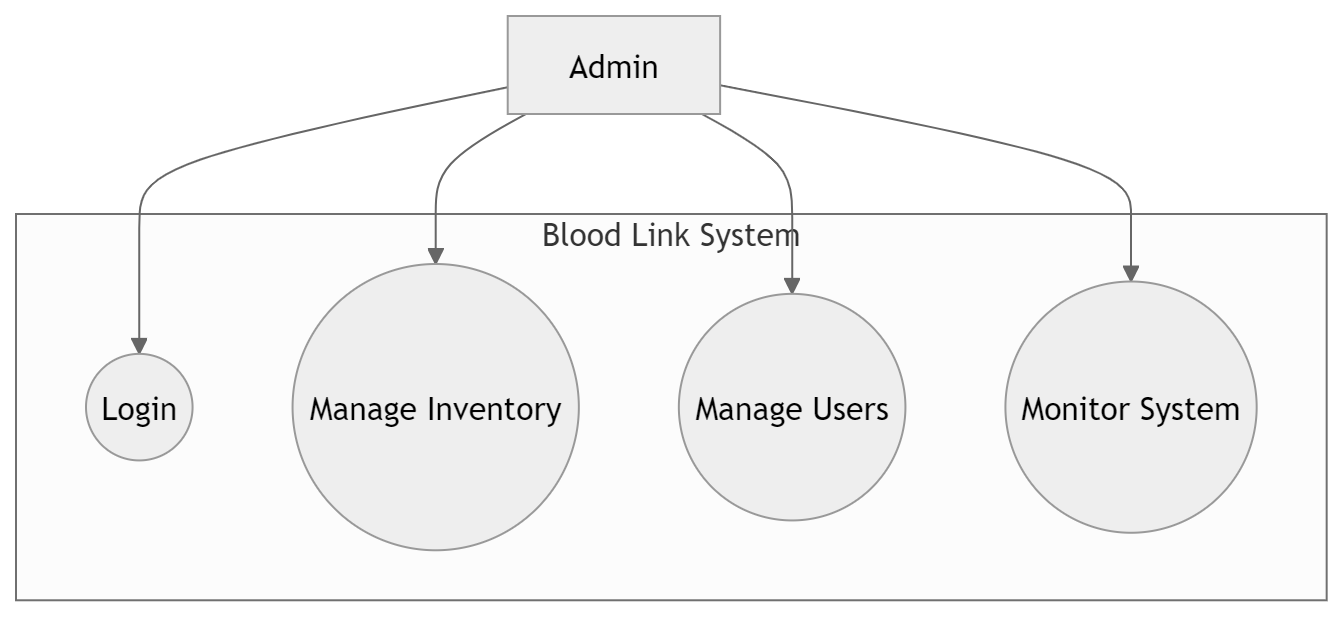 Admin
Blood Link System
Login
Manage Inventory
Manage Users
Monitor System